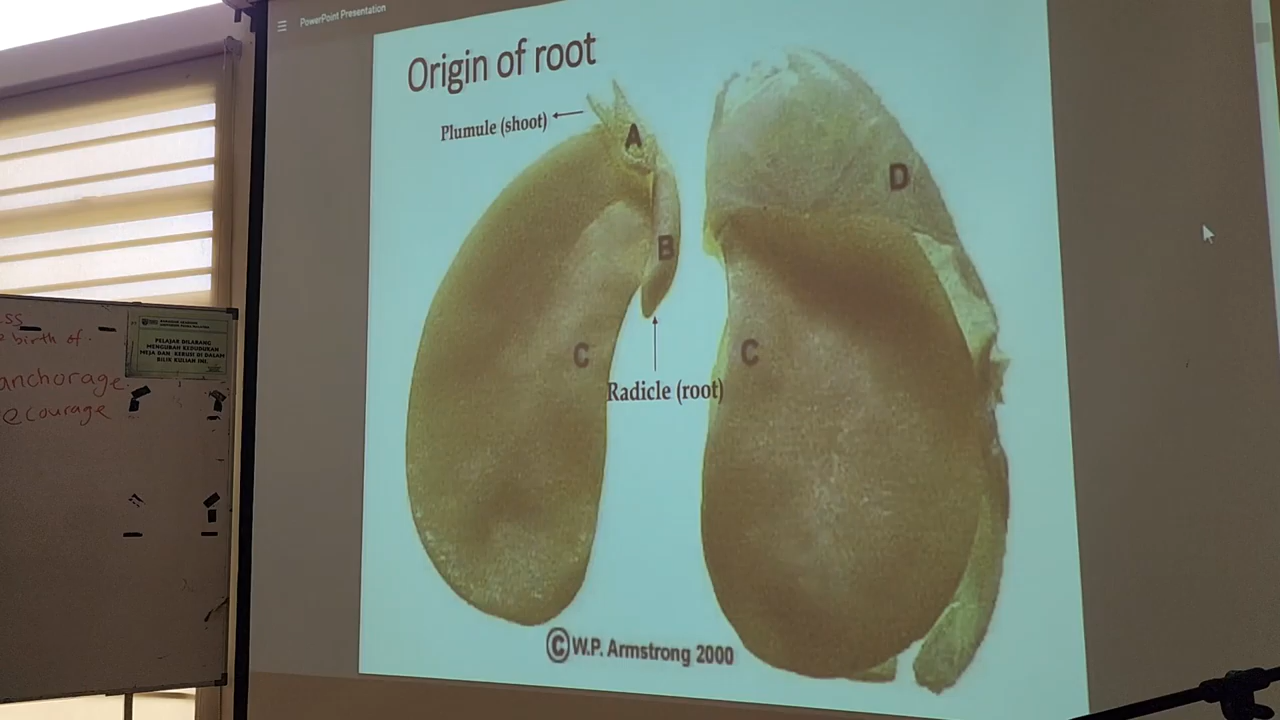 PowerPoint Presentation
Origin of root
Plumule (shoot)
A
B
C
D
C
Radicle (root)
© W.P. Armstrong 2000
birth of.
anchorage
ecourage
PELAJAR DILARANG
MENGUBAH KEDUDUKAN
MEJA DAN KERUSI DI DALAM
BILIK KULIAH INI.